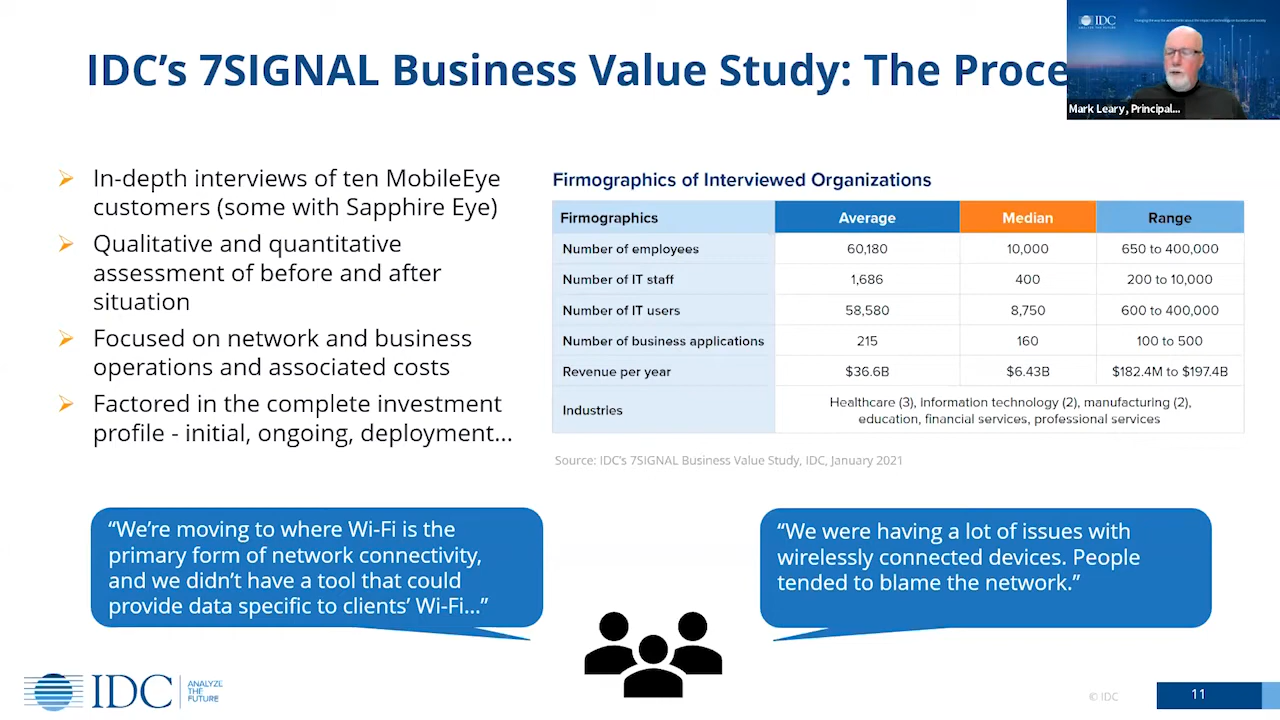 IDC’s 7SIGNAL Business Value Study: The Proce
IDC
ANALYZE THE FUTURE
Mark Leary, Principal...
In-depth interviews of ten MobileEye
customers (some with Sapphire Eye)
Qualitative and quantitative
assessment of before and after
situation
Focused on network and business
operations and associated costs
Factored in the complete investment
profile - initial, ongoing, deployment...
Firmographics of Interviewed Organizations
Firmographics Average Median Range
Number of employees 60,180 10,000 650 to 400,000
Number of IT staff 1,686 400 200 to 10,000
Number of IT users 58,580 8,750 600 to 400,000
Number of business applications 215 160 100 to 500
Revenue per year $36.6B $6.43B $182.4M to $197.4B
Industries Healthcare (3), information technology (2), manufacturing (2),
education, financial services, professional services
Source: IDC’s 7SIGNAL Business Value Study, IDC, January 2021
“We’re moving to where Wi-Fi is the
primary form of network connectivity,
and we didn’t have a tool that could
provide data specific to clients’ Wi-Fi...”
“We were having a lot of issues with
wirelessly connected devices. People
tended to blame the network.”
IDC
ANALYZE
THE
FUTURE
© IDC
11